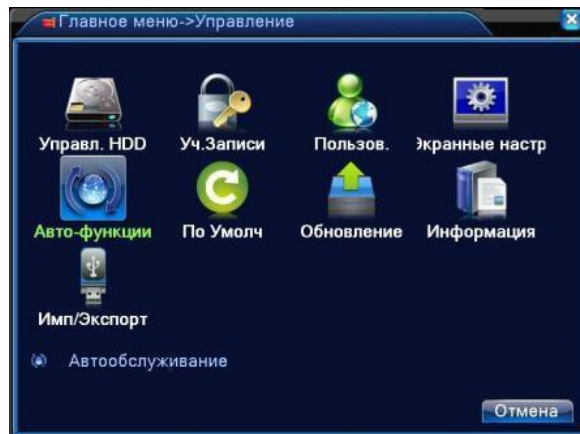 Главное меню->Управление
Управл. HDD Уч.Записи Пользов. Экранные настр
Авто-функции По Умолч Обновление Информация
Имп/Экспорт
Автообслуживание
Отмена